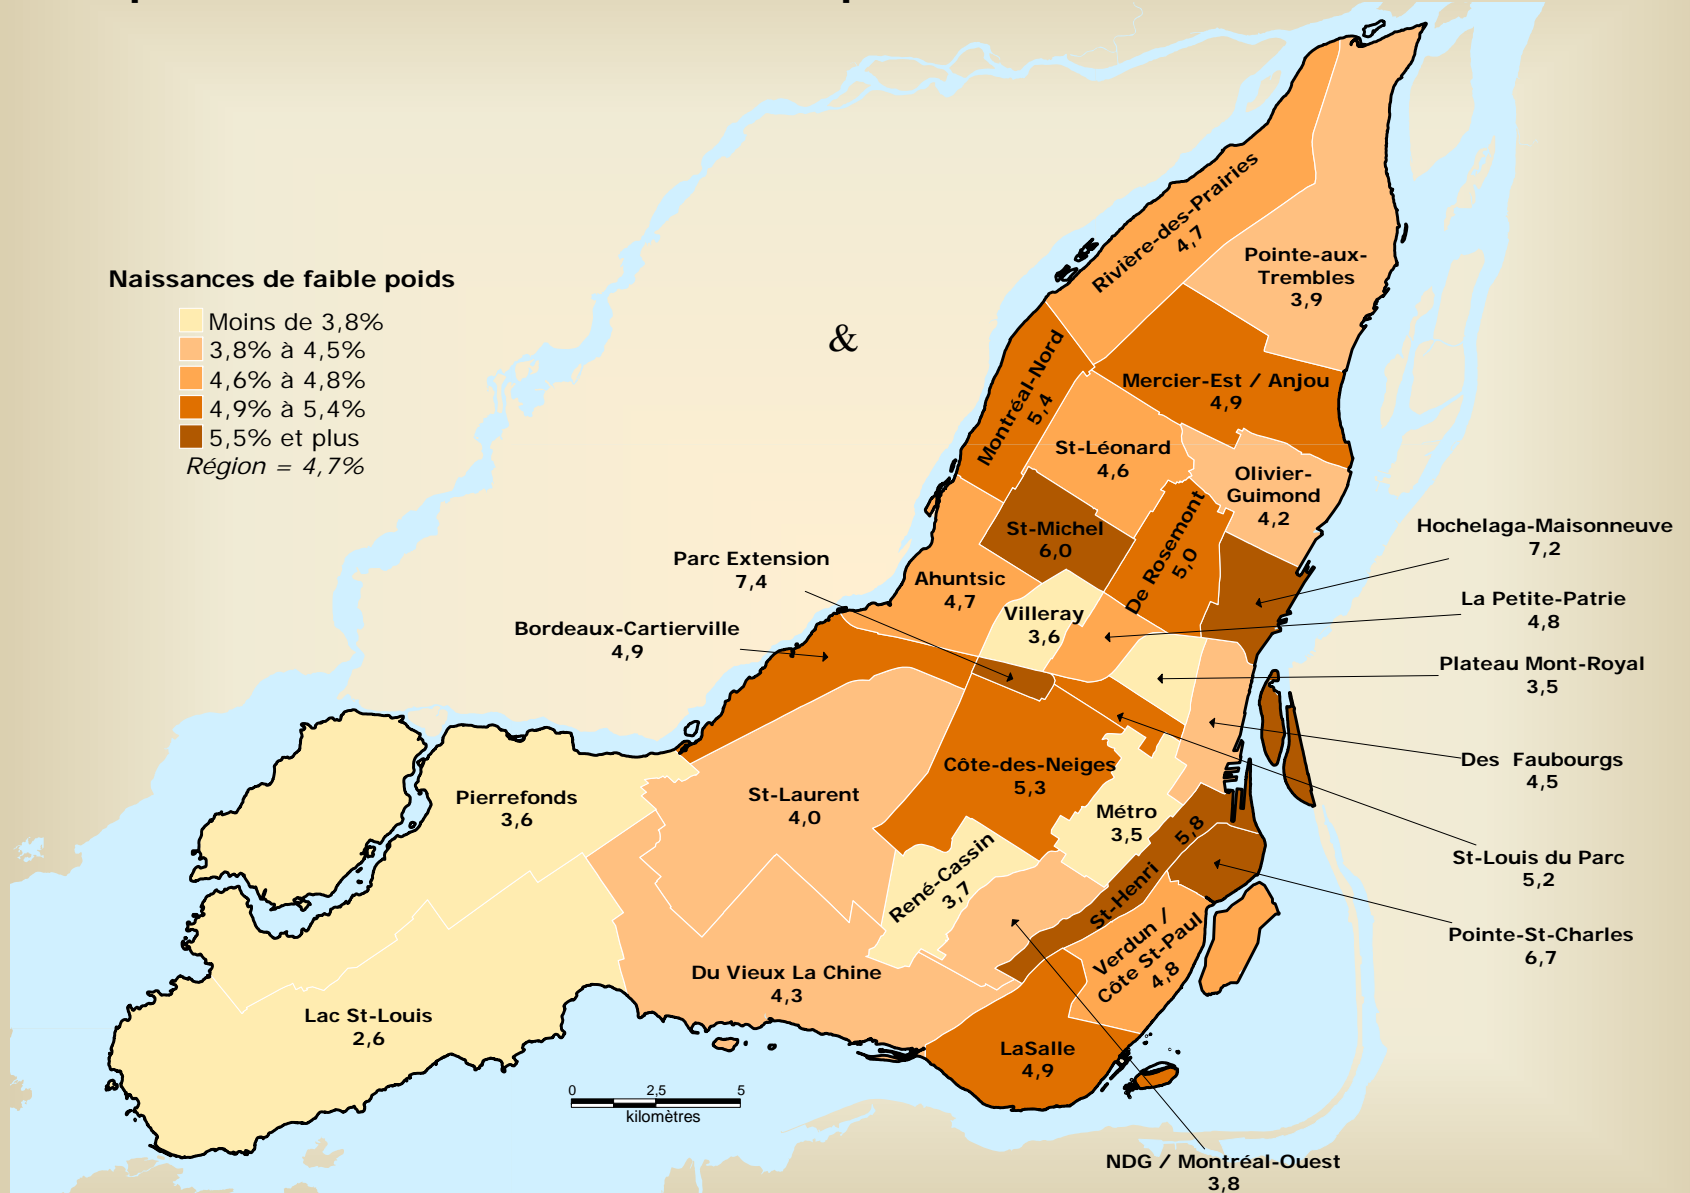 Naissances de faible poids
Moins de 3,8%
3,8% à 4,5%
4,6% à 4,8%
4,9% à 5,4%
5,5% et plus
Région = 4,7%
&
Rivière-des-Prairies
4,7
Pointe-aux-
Trembles
3,9
Montréal-Nord
5,4
Mercier-Est / Anjou
4,9
St-Léonard
4,6
Olivier-
Guimond
4,2
St-Michel
6,0
De Rosemont
5,0
Hochelaga-Maisonneuve
7,2
Parc Extension
7,4
Ahuntsic
4,7
Villeray
3,6
La Petite-Patrie
4,8
Bordeaux-Cartierville
4,9
Plateau Mont-Royal
3,5
Des Faubourgs
4,5
Côte-des-Neiges
5,3
Pierrefonds
3,6
St-Laurent
4,0
Métro
3,5
St-Henri
5,8
St-Louis du Parc
5,2
René-Cassin
3,7
Pointe-St-Charles
6,7
Verdun /
Côte St-Paul
4,8
Du Vieux La Chine
4,3
Lac St-Louis
2,6
LaSalle
4,9
0 2,5 5
kilomètres
NDG / Montréal-Ouest
3,8